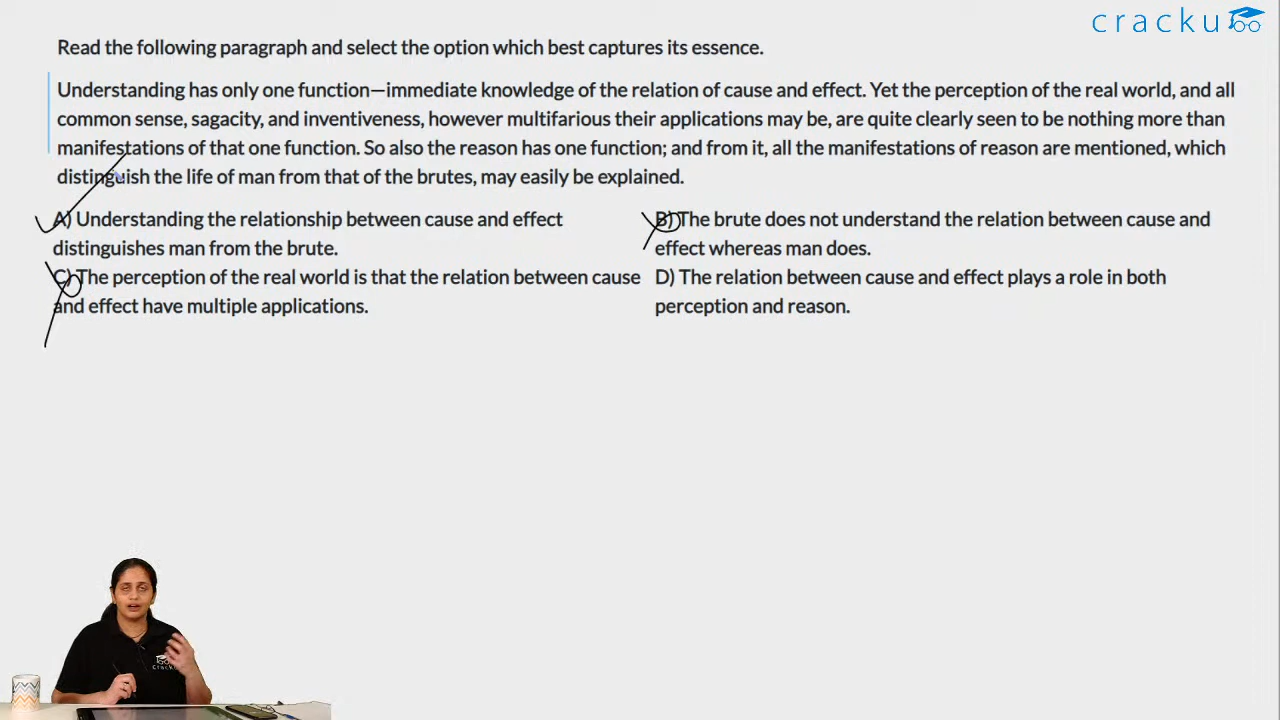 cracku
Read the following paragraph and select the option which best captures its essence.
Understanding has only one function—immediate knowledge of the relation of cause and effect. Yet the perception of the real world, and all
common sense, sagacity, and inventiveness, however multifarious their applications may be, are quite clearly seen to be nothing more than
manifestations of that one function. So also the reason has one function; and from it, all the manifestations of reason are mentioned, which
distinguish the life of man from that of the brutes, may easily be explained.
A) Understanding the relationship between cause and effect
distinguishes man from the brute.
B) The brute does not understand the relation between cause and
effect whereas man does.
C) The perception of the real world is that the relation between cause
and effect have multiple applications.
D) The relation between cause and effect plays a role in both
perception and reason.
cracku